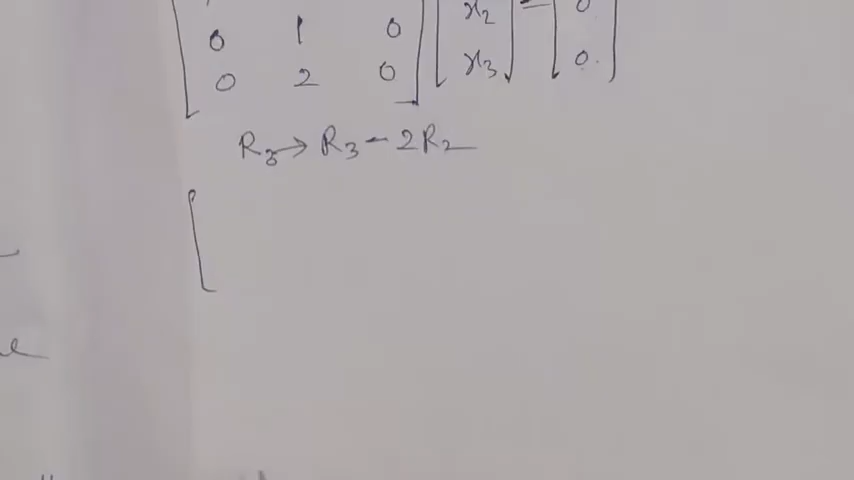 0 1 0 x2 = 0
0 2 0 x3 0.
R3 → R3 - 2R2